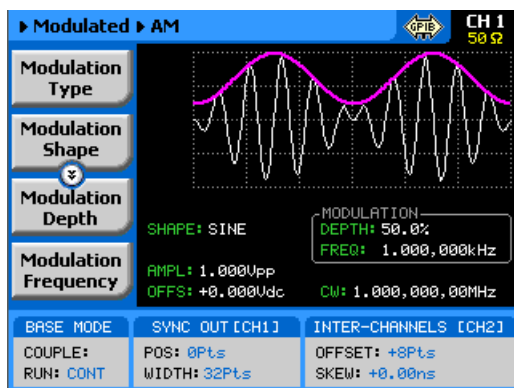 ▸ Modulated ▸ AM
GPIB
CH 1
50 Ω
Modulation
Type
Modulation
Shape
Modulation
Depth
Modulation
Frequency
SHAPE: SINE
AMPL: 1.000Vpp
OFFS: +0.000Vdc
MODULATION
DEPTH: 50.0%
FREQ: 1.000,000kHz
CW: 1.000,000,00MHz
BASE MODE
COUPLE:
RUN: CONT
SYNC OUT [CH1]
POS: 0Pts
WIDTH: 32Pts
INTER-CHANNELS [CH2]
OFFSET: +8Pts
SKEW: +0.00ns